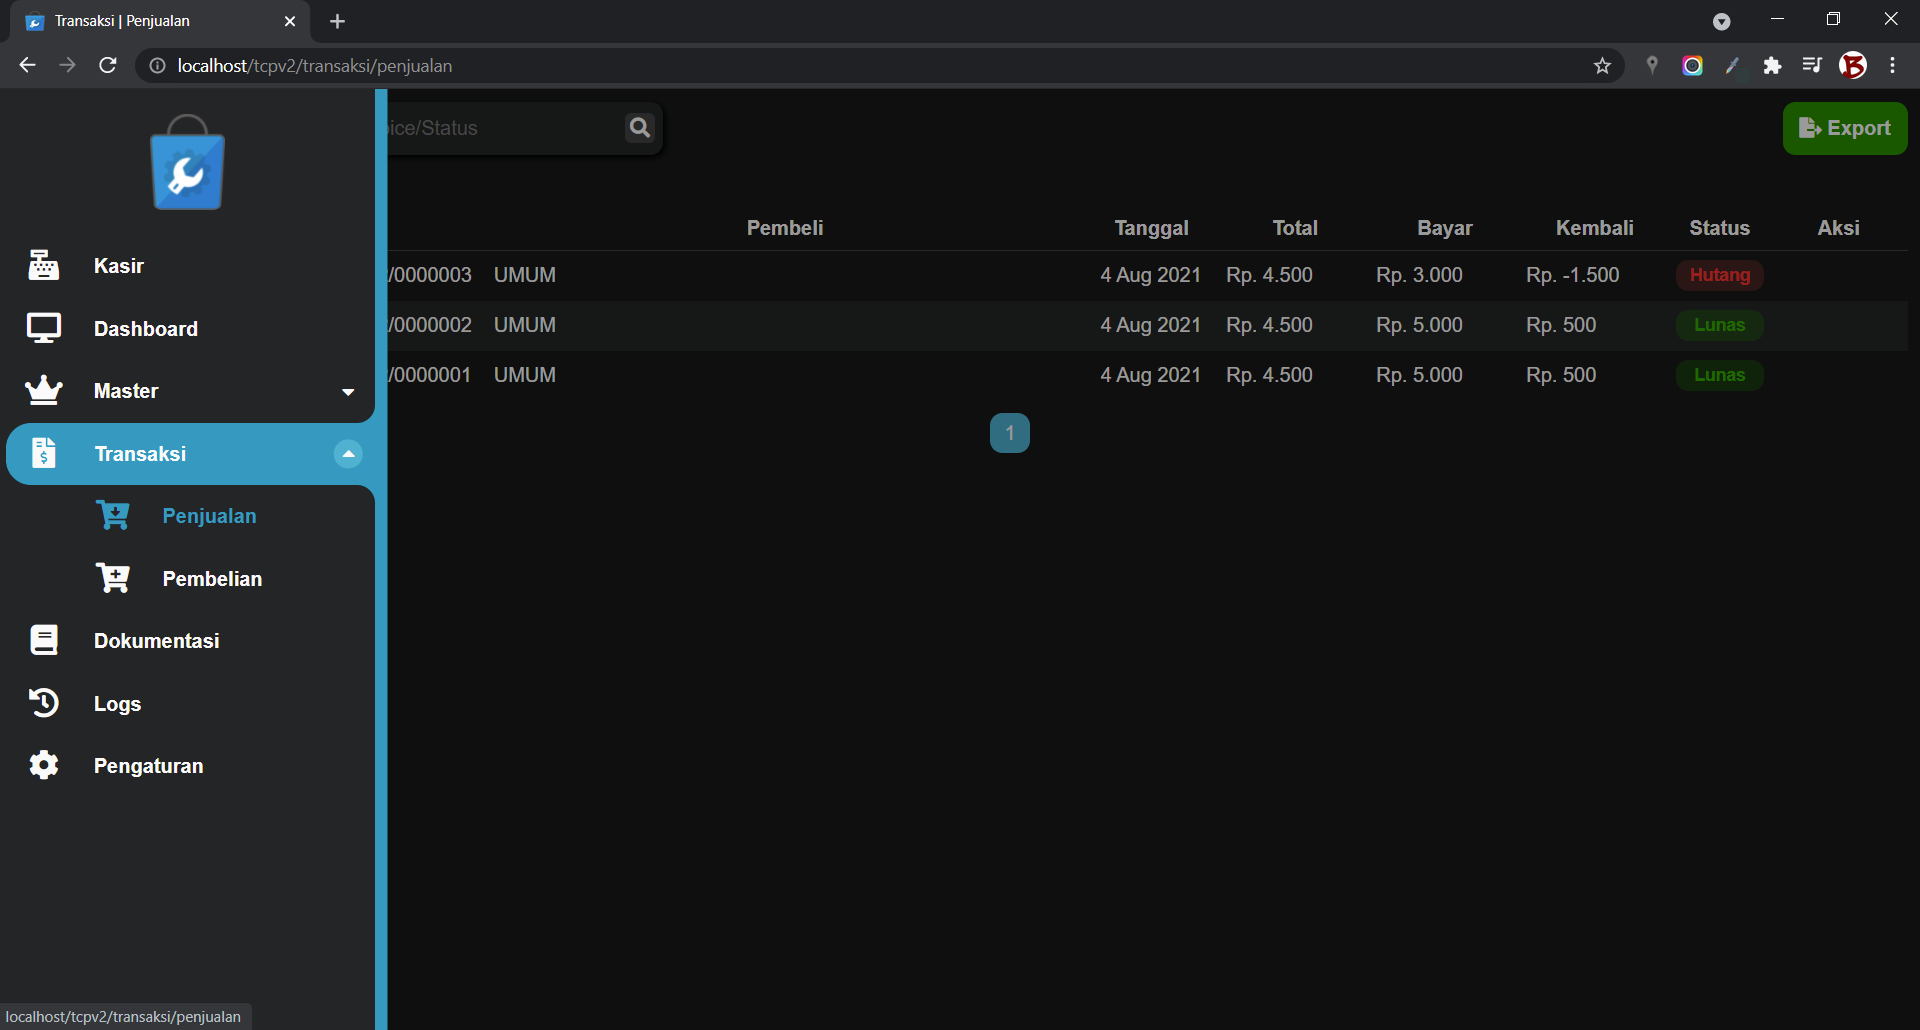 Transaksi | Penjualan
localhost/tcpv2/transaksi/penjualan
Kasir
Dashboard
Master
Transaksi
Penjualan
Pembelian
Dokumentasi
Logs
Pengaturan
oice/Status
Export
Pembeli Tanggal Total Bayar Kembali Status Aksi
/0000003 UMUM 4 Aug 2021 Rp. 4.500 Rp. 3.000 Rp. -1.500 Hutang
/0000002 UMUM 4 Aug 2021 Rp. 4.500 Rp. 5.000 Rp. 500 Lunas
/0000001 UMUM 4 Aug 2021 Rp. 4.500 Rp. 5.000 Rp. 500 Lunas
1
localhost/tcpv2/transaksi/penjualan